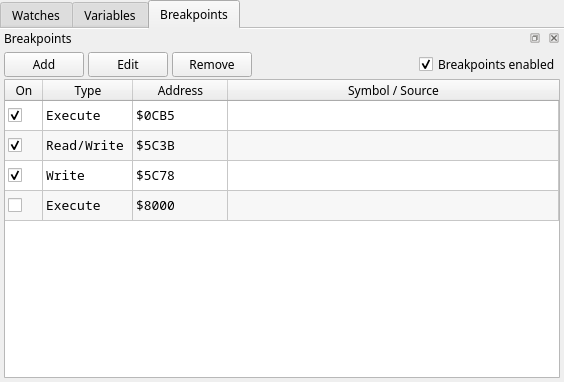 Watches Variables Breakpoints
Breakpoints
Add Edit Remove Breakpoints enabled
On Type Address Symbol / Source
Execute $0CB5
Read/Write $5C3B
Write $5C78
Execute $8000